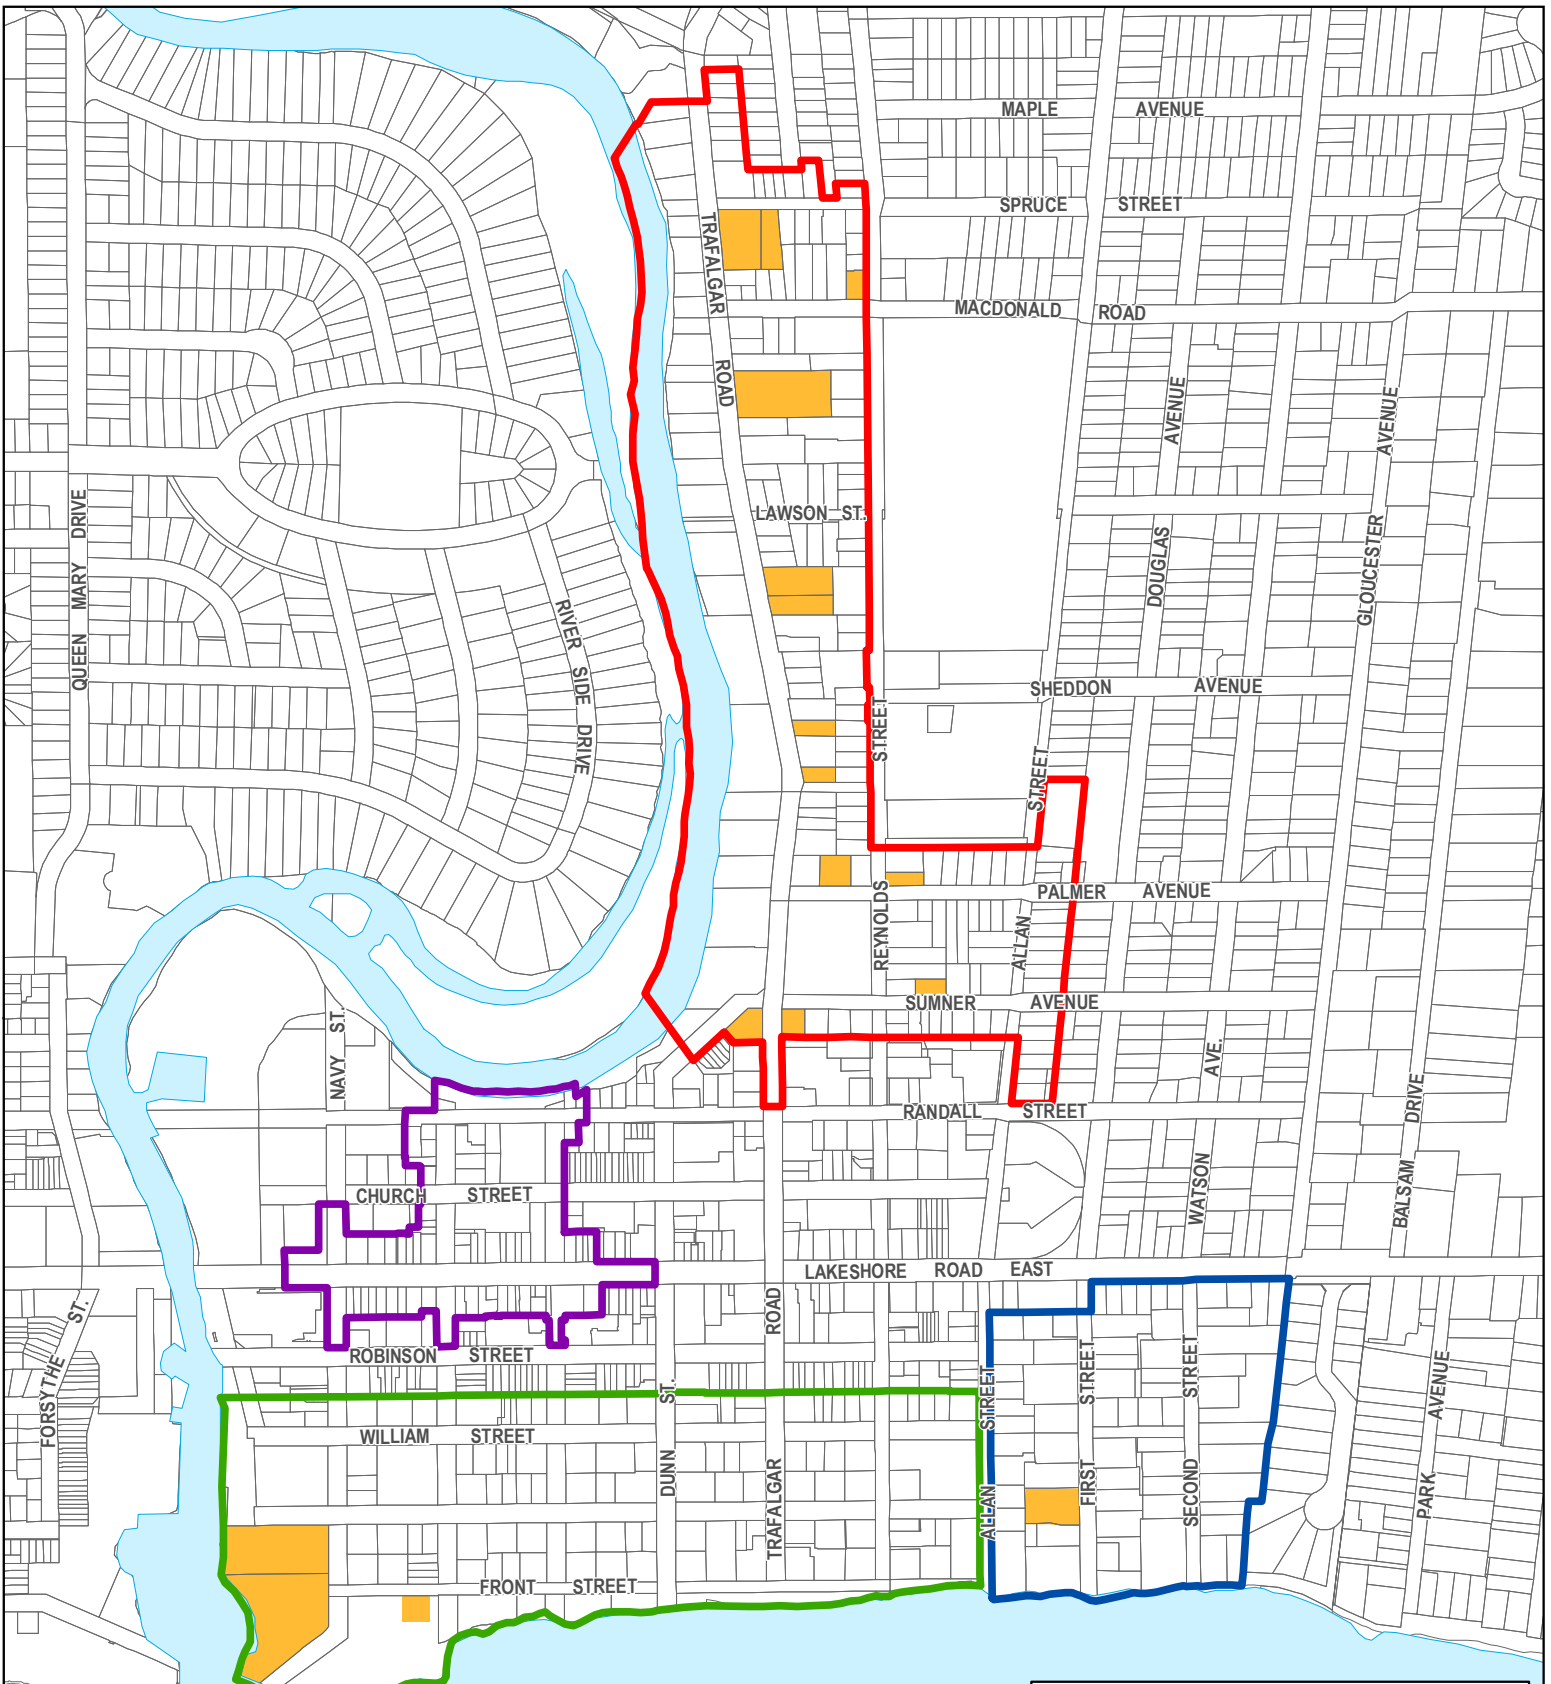 MAPLE AVENUE
SPRUCE STREET
TRAFALGAR ROAD
MACDONALD ROAD
AVENUE
AVENUE
QUEEN MARY DRIVE
LAWSON ST.
DOUGLAS
GLOUCESTER
RIVER SIDE DRIVE
SHEDDON AVENUE
STREET
STREET
PALMER AVENUE
REYNOLDS
ALLAN
SUMNER AVENUE
NAVY ST.
AVE.
RANDALL STREET
DRIVE
CHURCH STREET
WATSON
BALSAM
LAKESHORE ROAD EAST
FORSYTHE ST.
ROAD
ROBINSON STREET
STREET
STREET
STREET
AVENUE
ST.
WILLIAM STREET
DUNN
TRAFALGAR
ALLAN
FIRST
SECOND
PARK
FRONT STREET